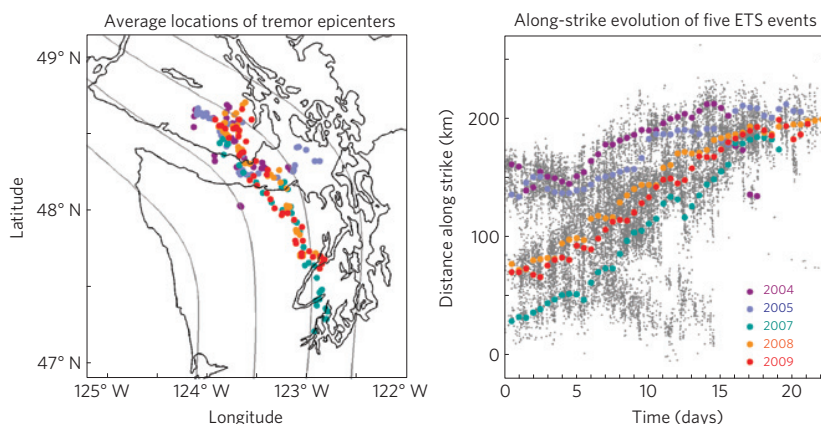 Average locations of tremor epicenters
49° N
48° N
47° N
Latitude
125° W
124° W
123° W
122° W
Longitude
Along-strike evolution of five ETS events
200
100
0
Distance along strike (km)
2004
2005
2007
2008
2009
0
5
10
15
20
Time (days)